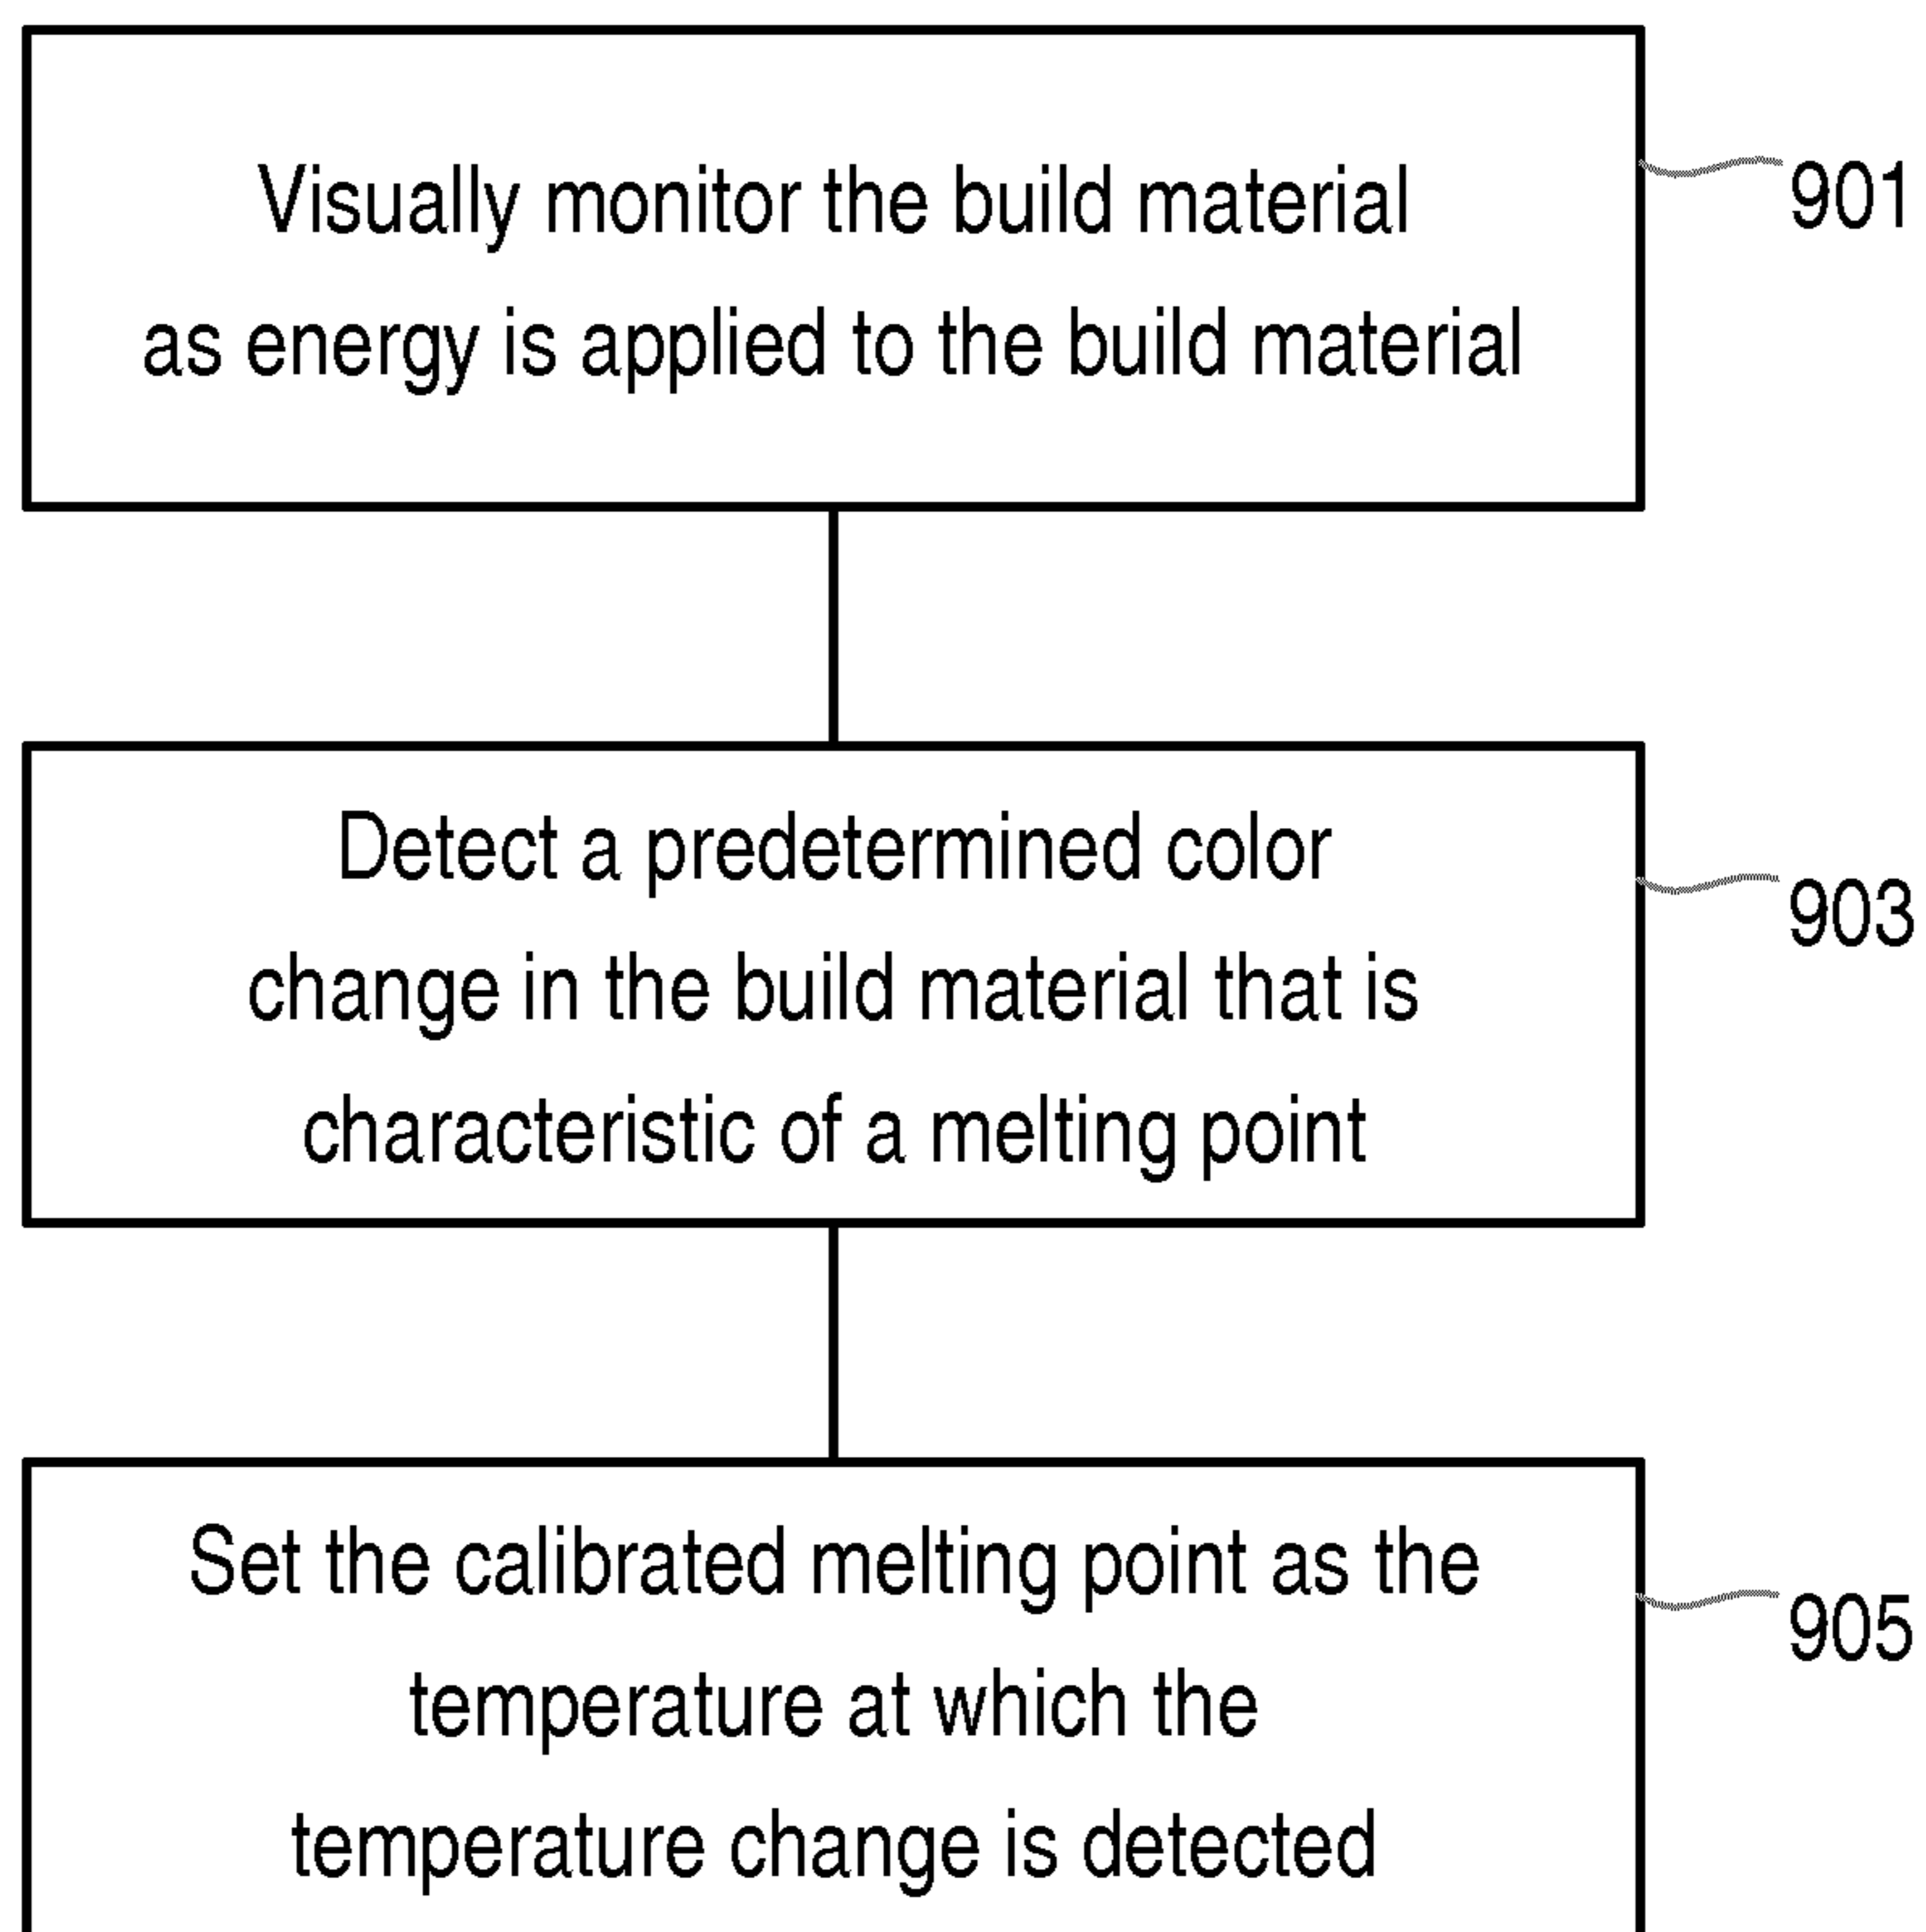 Visually monitor the build material
as energy is applied to the build material
901
Detect a predetermined color
change in the build material that is
characteristic of a melting point
903
Set the calibrated melting point as the
temperature at which the
temperature change is detected
905